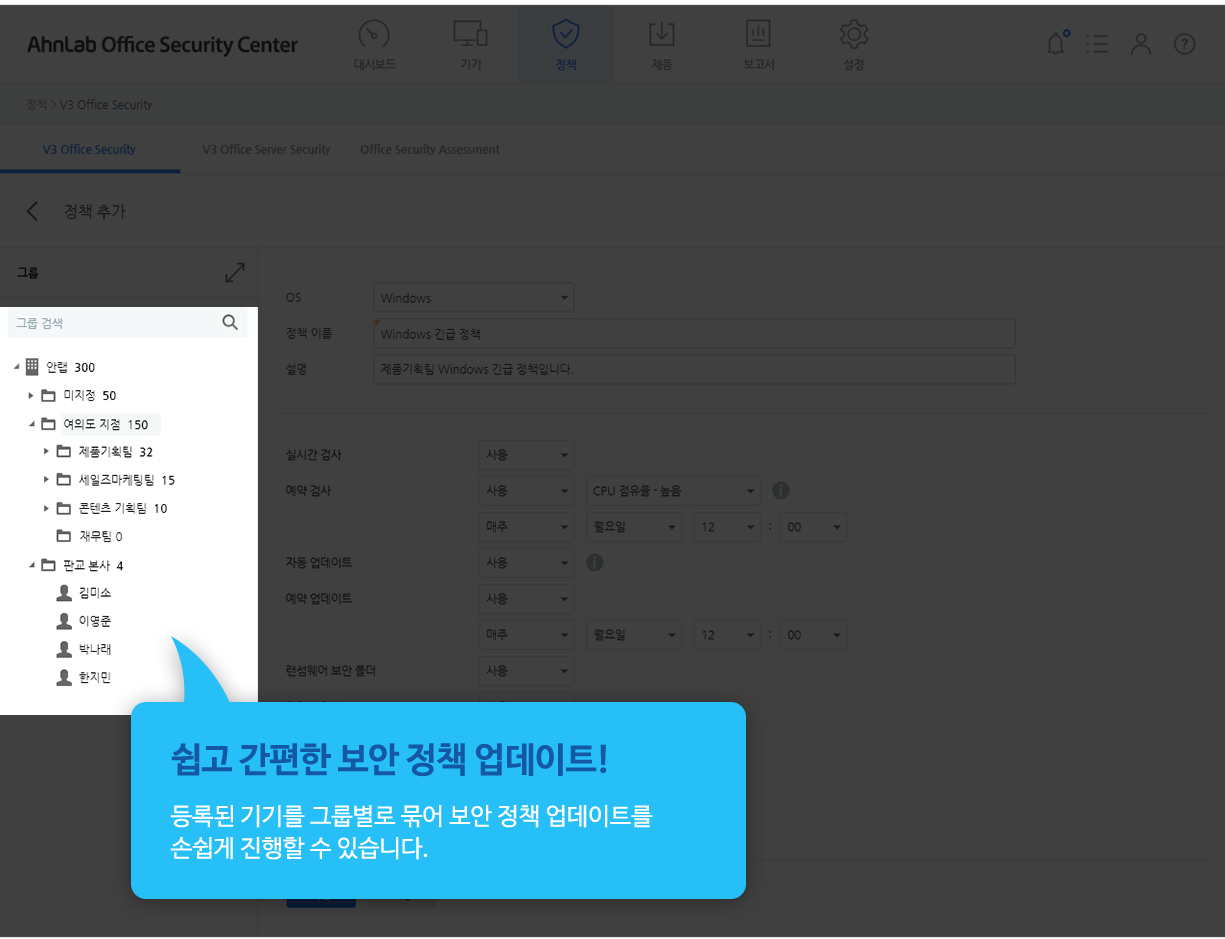 AhnLab Office Security Center
대시보드
기기
정책
제품
보고서
설정
정책 > V3 Office Security
V3 Office Security
V3 Office Server Security
Office Security Assessment
정책 추가
그룹
그룹 검색
안랩 300
미지정 50
여의도 지점 150
제품기획팀 32
세일즈마케팅팀 15
콘텐츠 기획팀 10
재무팀 0
판교 본사 4
김미소
이영준
박나래
한지민
OS Windows
정책 이름 Windows 긴급 정책
설명 제품기획팀 Windows 긴급 정책입니다.
실시간 검사 사용
예약 검사 사용 CPU 점유율 - 높음
매주 월요일 12 : 00
자동 업데이트 사용
예약 업데이트 사용
매주 월요일 12 : 00
랜섬웨어 보안 폴더 사용
쉽고 간편한 보안 정책 업데이트!
등록된 기기를 그룹별로 묶어 보안 정책 업데이트를
손쉽게 진행할 수 있습니다.